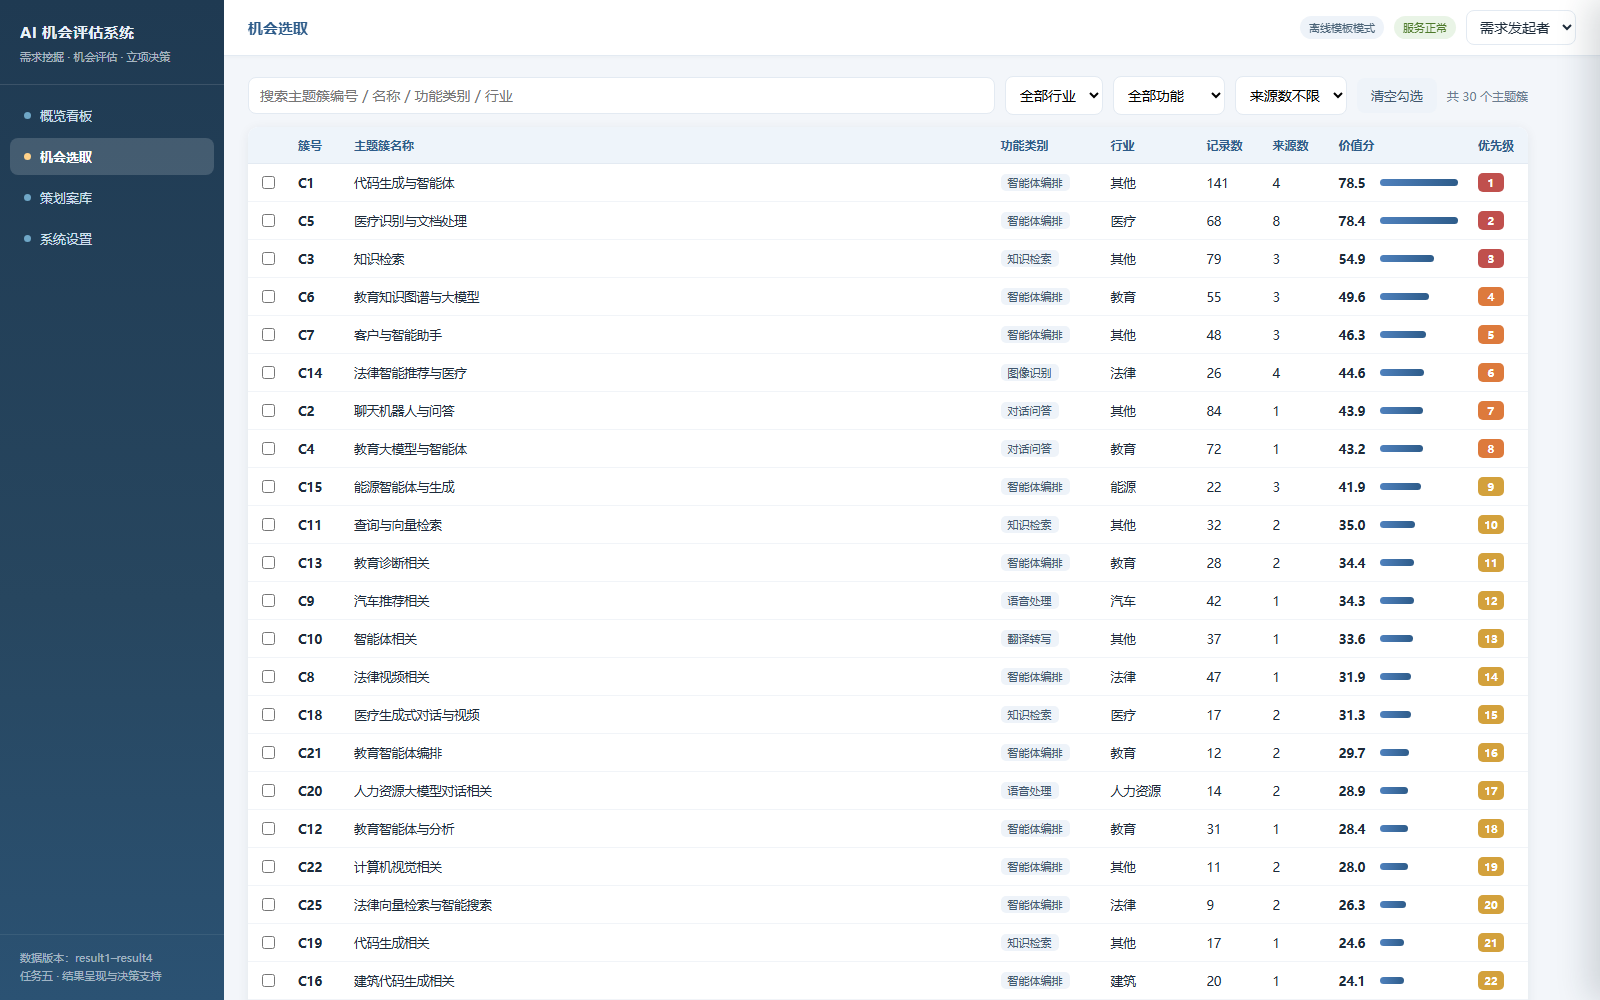 AI 机会评估系统
需求挖掘 · 机会评估 · 立项决策
概览看板
机会选取
策划案库
系统设置
数据版本：result1–result4
任务五 · 结果呈现与决策支持
机会选取
离线模板模式
服务正常
需求发起者
搜索主题簇编号 / 名称 / 功能类别 / 行业
全部行业
全部功能
来源数不限
清空勾选
共 30 个主题簇
簇号 主题簇名称 功能类别 行业 记录数 来源数 价值分 优先级
C1 代码生成与智能体 智能体编排 其他 141 4 78.5 1
C5 医疗识别与文档处理 智能体编排 医疗 68 8 78.4 2
C3 知识检索 知识检索 其他 79 3 54.9 3
C6 教育知识图谱与大模型 智能体编排 教育 55 3 49.6 4
C7 客户与智能助手 智能体编排 其他 48 3 46.3 5
C14 法律智能推荐与医疗 图像识别 法律 26 4 44.6 6
C2 聊天机器人与问答 对话问答 其他 84 1 43.9 7
C4 教育大模型与智能体 对话问答 教育 72 1 43.2 8
C15 能源智能体与生成 智能体编排 能源 22 3 41.9 9
C11 查询与向量检索 知识检索 其他 32 2 35.0 10
C13 教育诊断相关 智能体编排 教育 28 2 34.4 11
C9 汽车推荐相关 语音处理 汽车 42 1 34.3 12
C10 智能体相关 翻译转写 其他 37 1 33.6 13
C8 法律视频相关 智能体编排 法律 47 1 31.9 14
C18 医疗生成式对话与视频 知识检索 医疗 17 2 31.3 15
C21 教育智能体编排 智能体编排 教育 12 2 29.7 16
C20 人力资源大模型对话相关 语音处理 人力资源 14 2 28.9 17
C12 教育智能体与分析 智能体编排 教育 31 1 28.4 18
C22 计算机视觉相关 智能体编排 其他 11 2 28.0 19
C25 法律向量检索与智能搜索 智能体编排 法律 9 2 26.3 20
C19 代码生成相关 知识检索 其他 17 1 24.6 21
C16 建筑代码生成相关 智能体编排 建筑 20 1 24.1 22